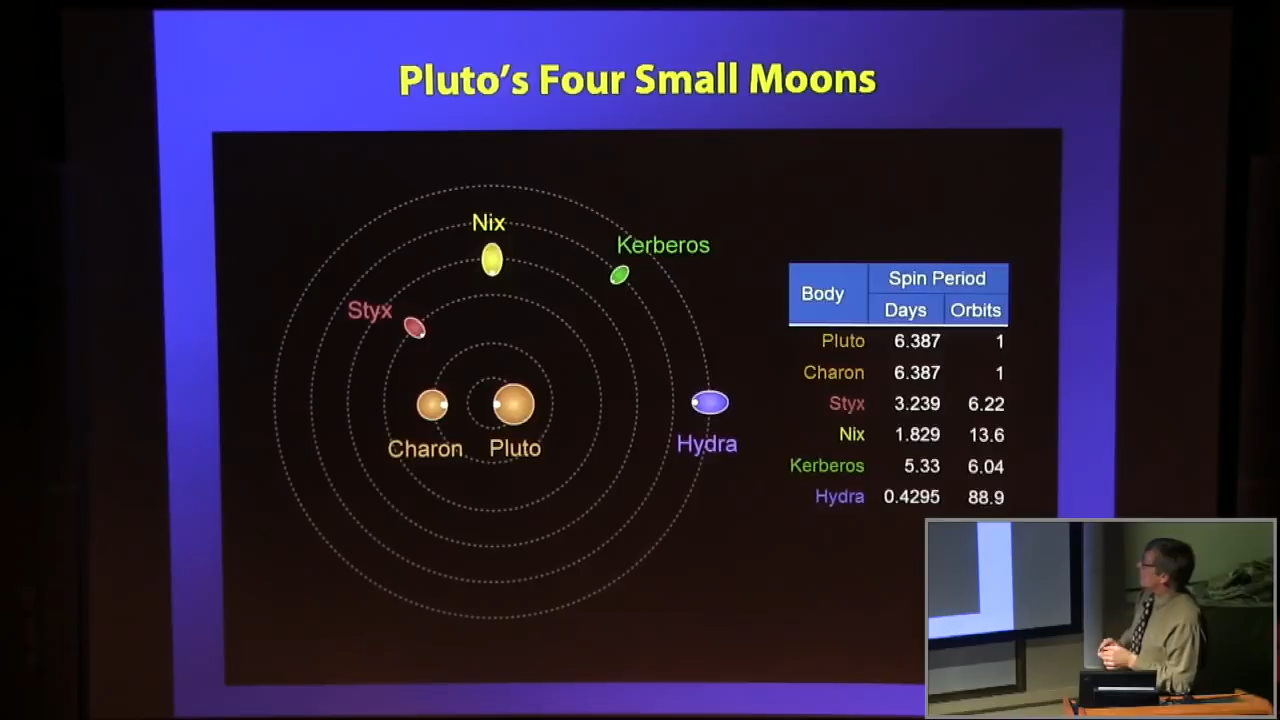 Pluto's Four Small Moons
Nix
Kerberos
Styx
Charon
Pluto
Hydra
Body
Spin Period
Days
Orbits
Pluto 6.387 1
Charon 6.387 1
Styx 3.239 6.22
Nix 1.829 13.6
Kerberos 5.33 6.04
Hydra 0.4295 88.9